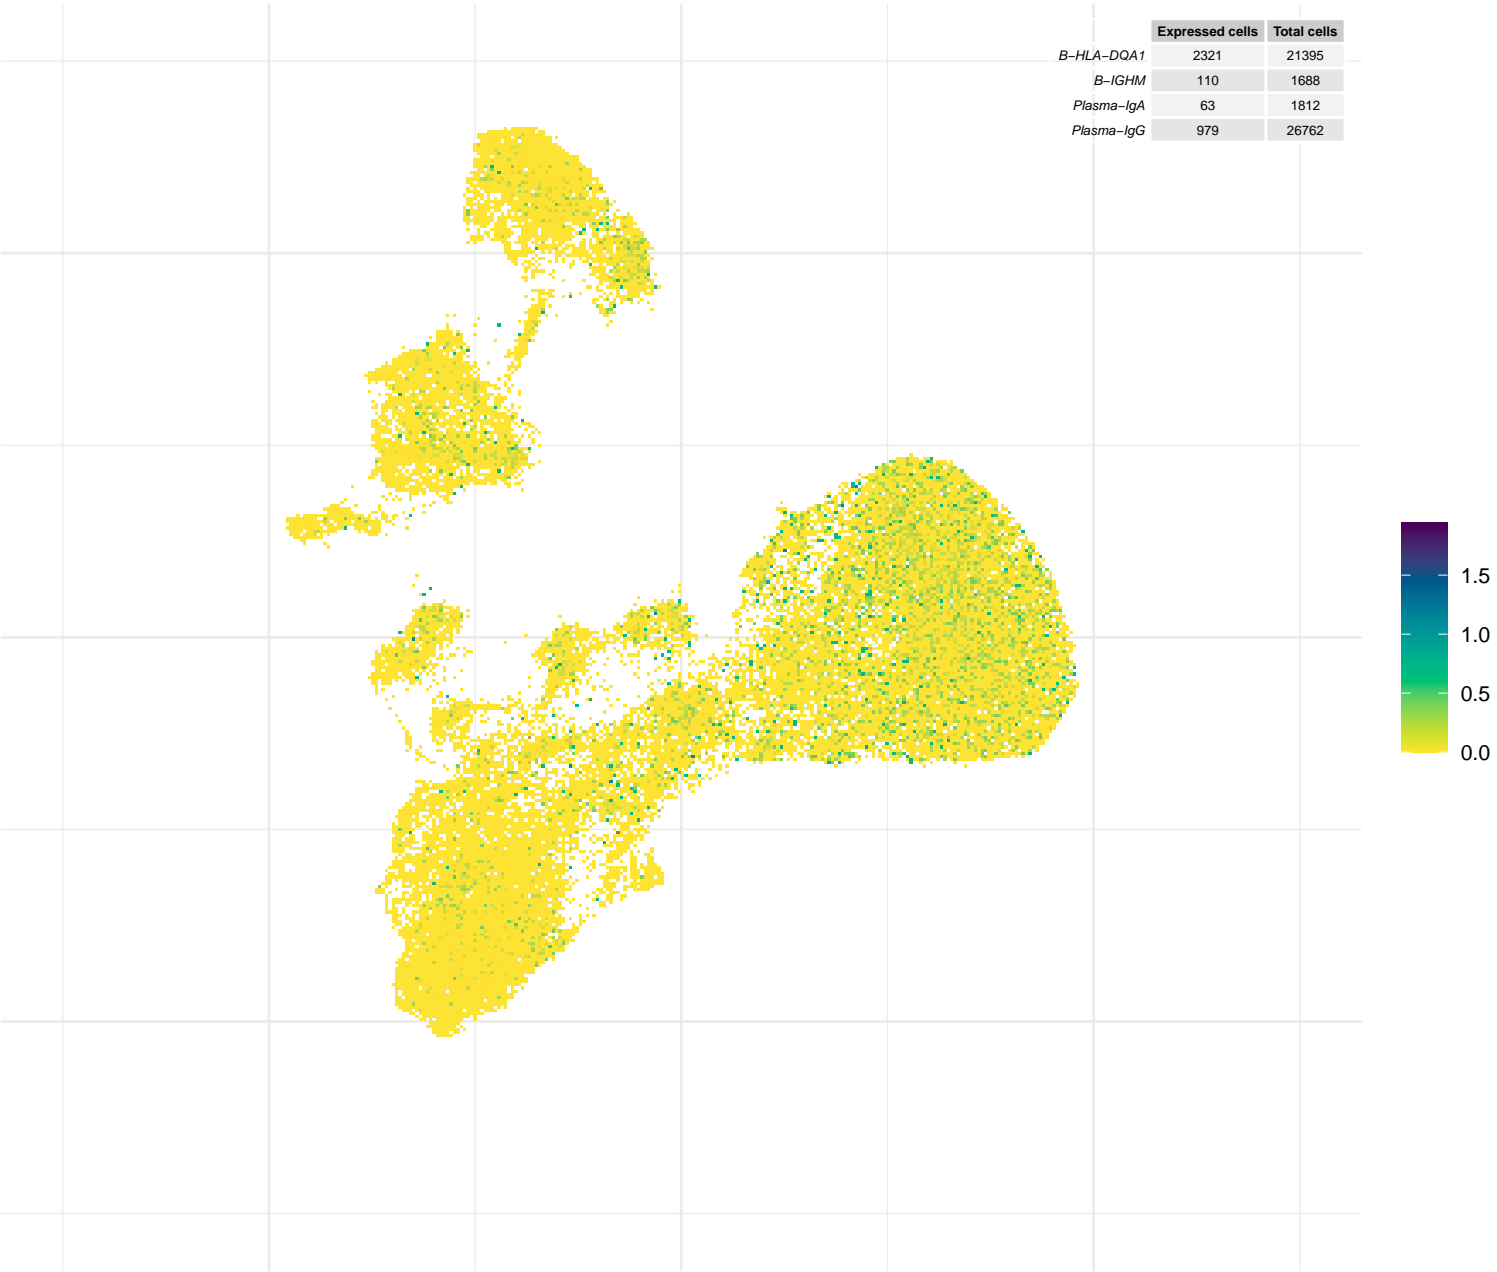 Expressed cells Total cells
B-HLA-DQA1 2321 21395
B-IGHM 110 1688
Plasma-IgA 63 1812
Plasma-IgG 979 26762
1.5
1.0
0.5
0.0